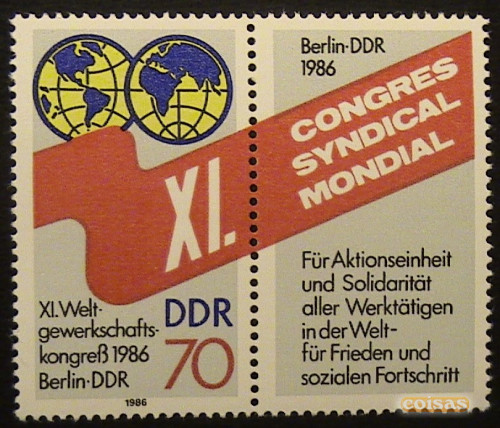 XI.
XI.Welt-
gewerkschafts-
kongreß 1986
Berlin·DDR
DDR
70
1986
Berlin·DDR
1986
CONGRES
SYNDICAL
MONDIAL
Für Aktionseinheit
und Solidarität
aller Werktätigen
in der Welt–
für Frieden und
sozialen Fortschritt
coisas